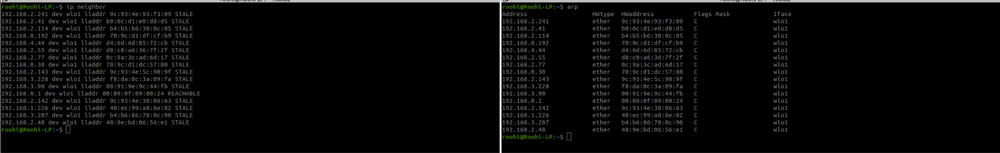 roohi@Roohi-LP:~$ ip neighbor
192.168.2.241 dev wlo1 lladdr 9c:93:4e:93:f3:09 STALE
192.168.2.41 dev wlo1 lladdr b0:0c:d1:e0:d8:d5 STALE
192.168.2.114 dev wlo1 lladdr b4:b5:b6:30:8c:05 STALE
192.168.0.192 dev wlo1 lladdr 70:9c:d1:df:cf:b9 STALE
192.168.4.44 dev wlo1 lladdr d4:6d:6d:85:72:cb STALE
192.168.2.55 dev wlo1 lladdr d8:c0:a6:36:7f:2f STALE
192.168.2.77 dev wlo1 lladdr 0c:9a:3c:ad:6d:17 STALE
192.168.0.30 dev wlo1 lladdr 70:9c:d1:dc:57:80 STALE
192.168.2.143 dev wlo1 lladdr 9c:93:4e:5c:90:9f STALE
192.168.3.228 dev wlo1 lladdr f8:da:0c:3a:09:fa STALE
192.168.3.90 dev wlo1 lladdr 00:91:9e:9c:44:fb STALE
192.168.0.1 dev wlo1 lladdr 00:09:0f:09:00:24 REACHABLE
192.168.2.142 dev wlo1 lladdr 9c:93:4e:30:06:63 STALE
192.168.1.226 dev wlo1 lladdr 40:ec:99:a8:8e:82 STALE
192.168.3.207 dev wlo1 lladdr b4:b6:86:78:0c:90 STALE
192.168.2.48 dev wlo1 lladdr 48:9e:bd:06:56:e1 STALE
roohi@Roohi-LP:~$
roohi@Roohi-LP:~$ arp
Address HWtype HWaddress Flags Mask Iface
192.168.2.241 ether 9c:93:4e:93:f3:09 C wlo1
192.168.2.41 ether b0:0c:d1:e0:d8:d5 C wlo1
192.168.2.114 ether b4:b5:b6:30:8c:05 C wlo1
192.168.0.192 ether 70:9c:d1:df:cf:b9 C wlo1
192.168.4.44 ether d4:6d:6d:85:72:cb C wlo1
192.168.2.55 ether d8:c0:a6:36:7f:2f C wlo1
192.168.2.77 ether 0c:9a:3c:ad:6d:17 C wlo1
192.168.0.30 ether 70:9c:d1:dc:57:80 C wlo1
192.168.2.143 ether 9c:93:4e:5c:90:9f C wlo1
192.168.3.228 ether f8:da:0c:3a:09:fa C wlo1
192.168.3.90 ether 00:91:9e:9c:44:fb C wlo1
192.168.0.1 ether 00:09:0f:09:00:24 C wlo1
192.168.2.142 ether 9c:93:4e:30:06:63 C wlo1
192.168.1.226 ether 40:ec:99:a8:8e:82 C wlo1
192.168.3.207 ether b4:b6:86:78:0c:90 C wlo1
192.168.2.48 ether 48:9e:bd:06:56:e1 C wlo1
roohi@Roohi-LP:~$